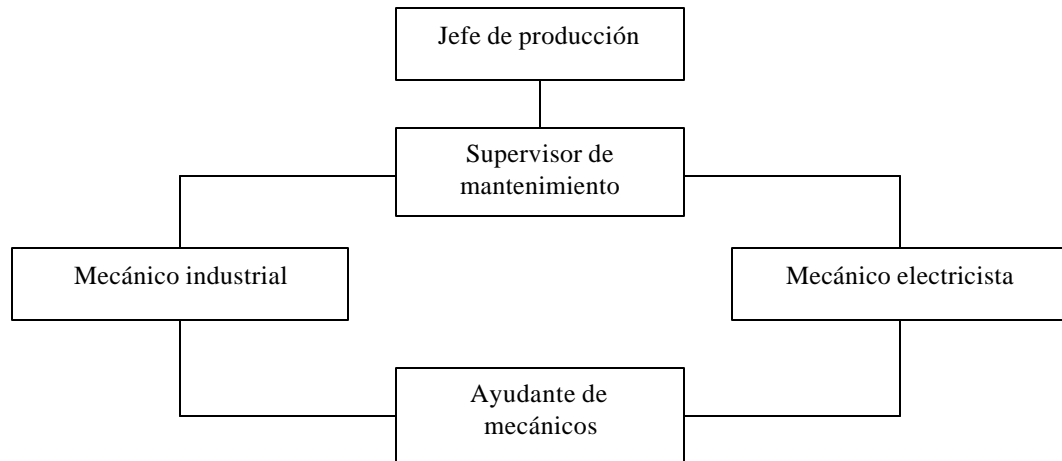 Jefe de producción
Supervisor de
mantenimiento
Mecánico industrial
Mecánico electricista
Ayudante de
mecánicos